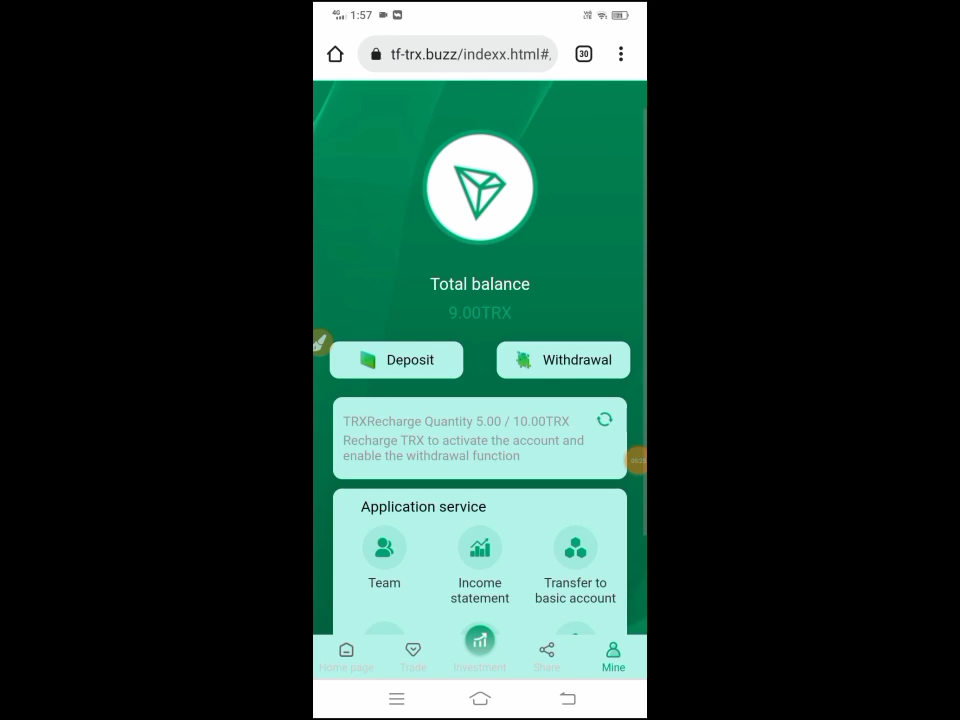 4G 1:57
tf-trx.buzz/indexx.html#
30
Total balance
9.00TRX
Deposit
Withdrawal
TRXRecharge Quantity 5.00 / 10.00TRX
Recharge TRX to activate the account and
enable the withdrawal function
Application service
Team
Income
statement
Transfer to
basic account
Home page
Trade
Investment
Share
Mine